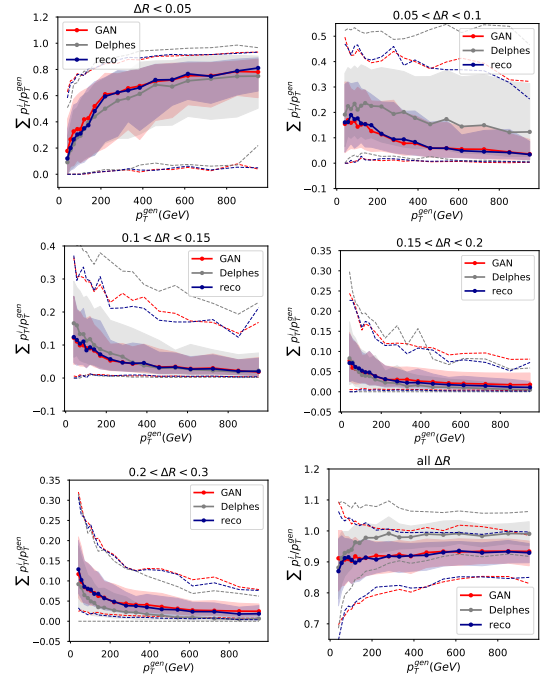 ΔR < 0.05
∑ p_T^i/p_T^gen
1.2
1.0
0.8
0.6
0.4
0.2
0.0
GAN
Delphes
reco
0 200 400 600 800
p_T^gen(GeV)
0.05 < ΔR < 0.1
∑ p_T^i/p_T^gen
0.5
0.4
0.3
0.2
0.1
0.0
−0.1
GAN
Delphes
reco
0 200 400 600 800
p_T^gen(GeV)
0.1 < ΔR < 0.15
∑ p_T^i/p_T^gen
0.4
0.3
0.2
0.1
0.0
−0.1
GAN
Delphes
reco
0 200 400 600 800
p_T^gen(GeV)
0.15 < ΔR < 0.2
∑ p_T^i/p_T^gen
0.35
0.30
0.25
0.20
0.15
0.10
0.05
0.00
−0.05
GAN
Delphes
reco
0 200 400 600 800
p_T^gen(GeV)
0.2 < ΔR < 0.3
∑ p_T^i/p_T^gen
0.35
0.30
0.25
0.20
0.15
0.10
0.05
0.00
−0.05
GAN
Delphes
reco
0 200 400 600 800
p_T^gen(GeV)
all ΔR
∑ p_T^i/p_T^gen
1.2
1.1
1.0
0.9
0.8
0.7
GAN
Delphes
reco
0 200 400 600 800
p_T^gen(GeV)